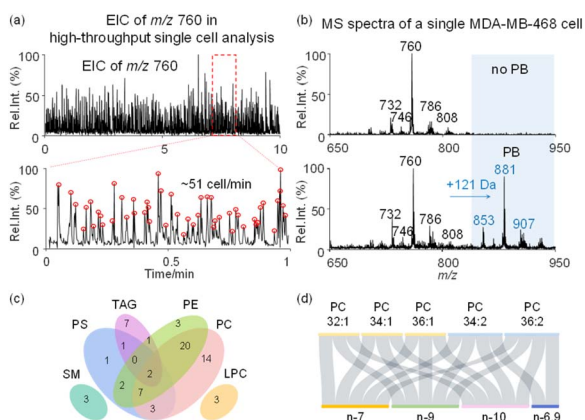 (a)
EIC of m/z 760 in
high-throughput single cell analysis
EIC of m/z 760
Rel.Int. (%)
100
50
0
0
5
10
~51 cell/min
Rel.Int. (%)
100
50
0
0
0.5
1
Time/min
(b)
MS spectra of a single MDA-MB-468 cell
Rel.Int. (%)
100
50
0
760
732
746
786
808
no PB
650
950
PB
Rel.Int. (%)
100
50
0
760
+121 Da
881
732
746
786
808
853
907
650
800
950
m/z
(c)
TAG
PE
PS
PC
SM
LPC
7
3
1
1
20
1
0
14
2
2
7
3
3
3
(d)
PC PC PC PC PC
32:1 34:1 36:1 34:2 36:2
n-7 n-9 n-10 n-6,9